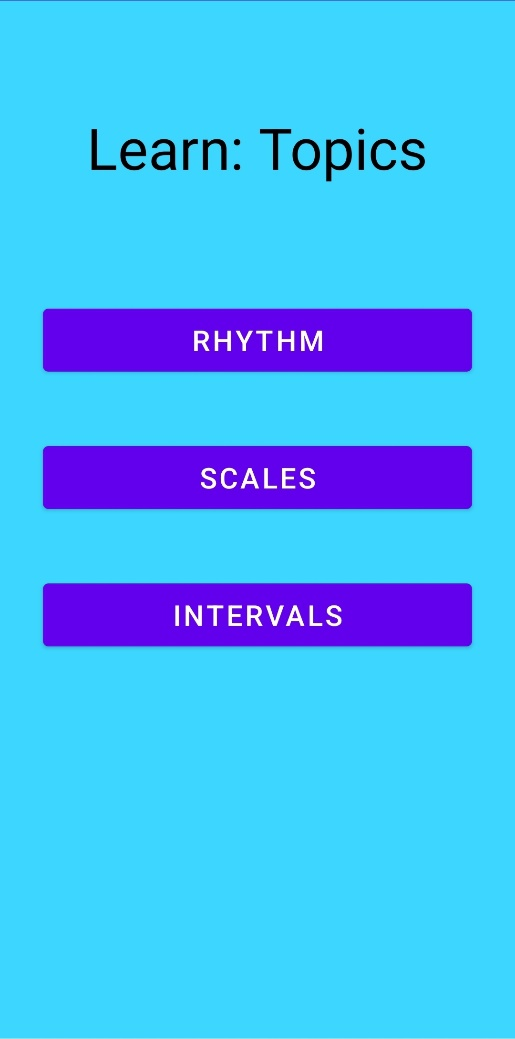 Learn: Topics
RHYTHM
SCALES
INTERVALS